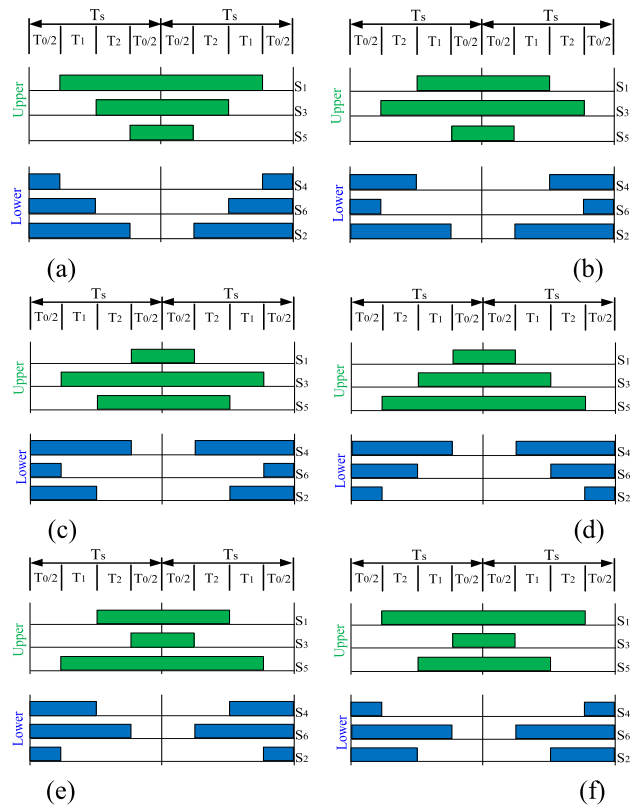 Ts Ts
T0/2 T1 T2 T0/2 T0/2 T2 T1 T0/2
Upper
S1
S3
S5
Lower
S4
S6
S2
(a)
Ts Ts
T0/2 T2 T1 T0/2 T0/2 T1 T2 T0/2
Upper
S1
S3
S5
Lower
S4
S6
S2
(b)
Ts Ts
T0/2 T1 T2 T0/2 T0/2 T2 T1 T0/2
Upper
S1
S3
S5
Lower
S4
S6
S2
(c)
Ts Ts
T0/2 T2 T1 T0/2 T0/2 T1 T2 T0/2
Upper
S1
S3
S5
Lower
S4
S6
S2
(d)
Ts Ts
T0/2 T1 T2 T0/2 T0/2 T2 T1 T0/2
Upper
S1
S3
S5
Lower
S4
S6
S2
(e)
Ts Ts
T0/2 T2 T1 T0/2 T0/2 T1 T2 T0/2
Upper
S1
S3
S5
Lower
S4
S6
S2
(f)